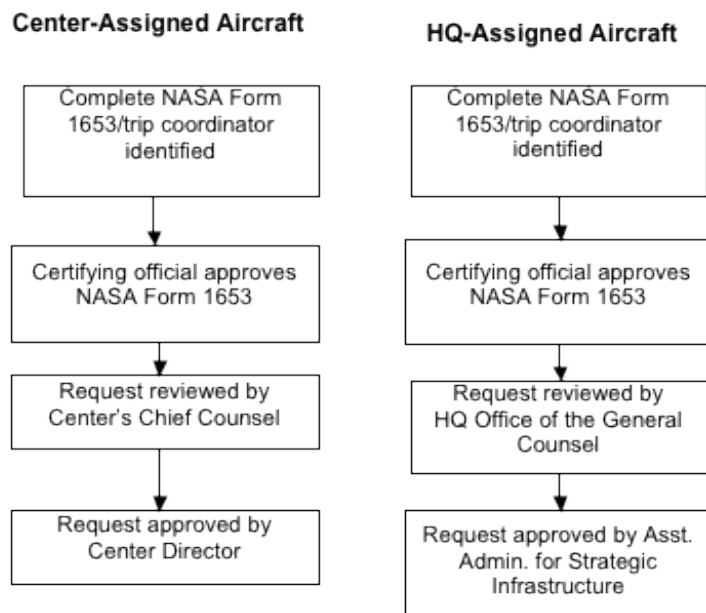 Center-Assigned Aircraft
Complete NASA Form
1653/trip coordinator
identified
Certifying official approves
NASA Form 1653
Request reviewed by
Center's Chief Counsel
Request approved by
Center Director
HQ-Assigned Aircraft
Complete NASA Form
1653/trip coordinator
identified
Certifying official approves
NASA Form 1653
Request reviewed by
HQ Office of the General
Counsel
Request approved by Asst.
Admin. for Strategic
Infrastructure